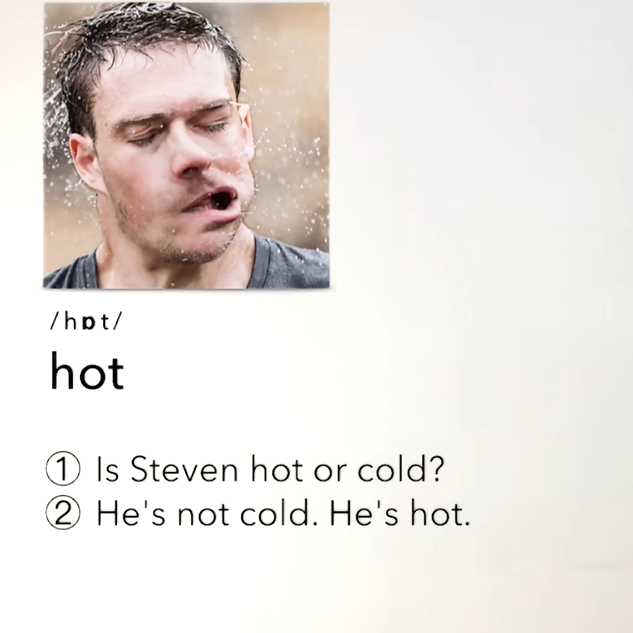 /hɒt/
hot
① Is Steven hot or cold?
② He's not cold. He's hot.